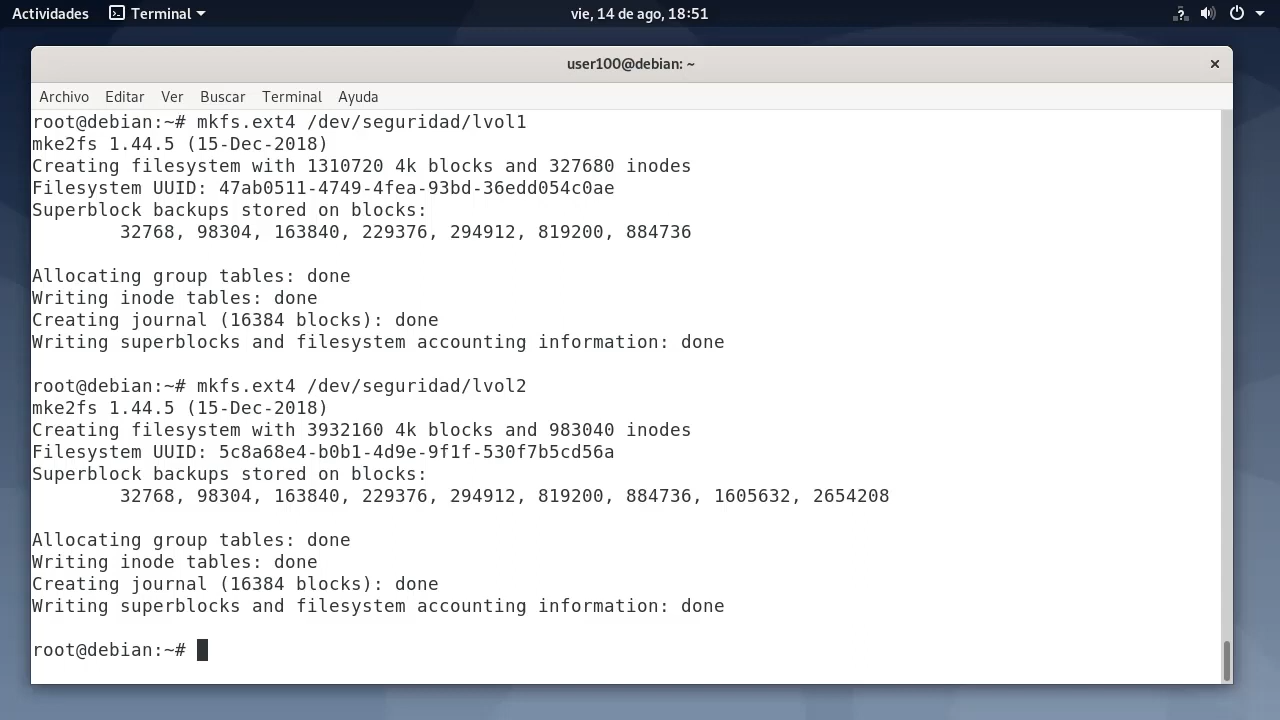 Actividades Terminal vie, 14 de ago, 18:51
user100@debian: ~
Archivo Editar Ver Buscar Terminal Ayuda
root@debian:~# mkfs.ext4 /dev/seguridad/lvol1
mke2fs 1.44.5 (15-Dec-2018)
Creating filesystem with 1310720 4k blocks and 327680 inodes
Filesystem UUID: 47ab0511-4749-4fea-93bd-36edd054c0ae
Superblock backups stored on blocks:
32768, 98304, 163840, 229376, 294912, 819200, 884736
Allocating group tables: done
Writing inode tables: done
Creating journal (16384 blocks): done
Writing superblocks and filesystem accounting information: done
root@debian:~# mkfs.ext4 /dev/seguridad/lvol2
mke2fs 1.44.5 (15-Dec-2018)
Creating filesystem with 3932160 4k blocks and 983040 inodes
Filesystem UUID: 5c8a68e4-b0b1-4d9e-9f1f-530f7b5cd56a
Superblock backups stored on blocks:
32768, 98304, 163840, 229376, 294912, 819200, 884736, 1605632, 2654208
Allocating group tables: done
Writing inode tables: done
Creating journal (16384 blocks): done
Writing superblocks and filesystem accounting information: done
root@debian:~#